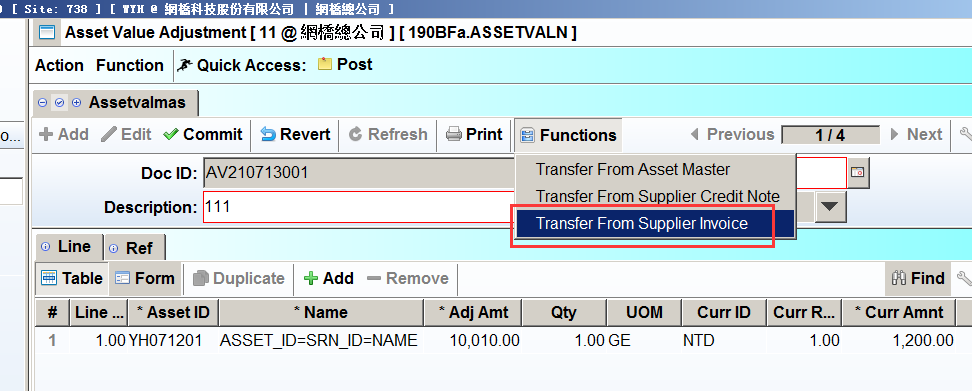 [ Site: 738 ] [ WYH @ 網橋科技股份有限公司 | 網橋總公司 ]
Asset Value Adjustment [ 11 @ 網橋總公司 ] [ 190BFa.ASSETVALN ]
Action Function Quick Access: Post
Assetvalmas
Add Edit Commit Revert Refresh Print Functions Previous 1 / 4 Next
Transfer From Asset Master
Doc ID: AV210713001
Transfer From Supplier Credit Note
Description: 111
Transfer From Supplier Invoice
Line Ref
Table Form Duplicate Add Remove Find
# Line ... * Asset ID * Name * Adj Amt Qty UOM Curr ID Curr R... * Curr Amnt
1 1.00 YH071201 ASSET_ID=SRN_ID=NAME 10,010.00 1.00 GE NTD 1.00 1,200.00